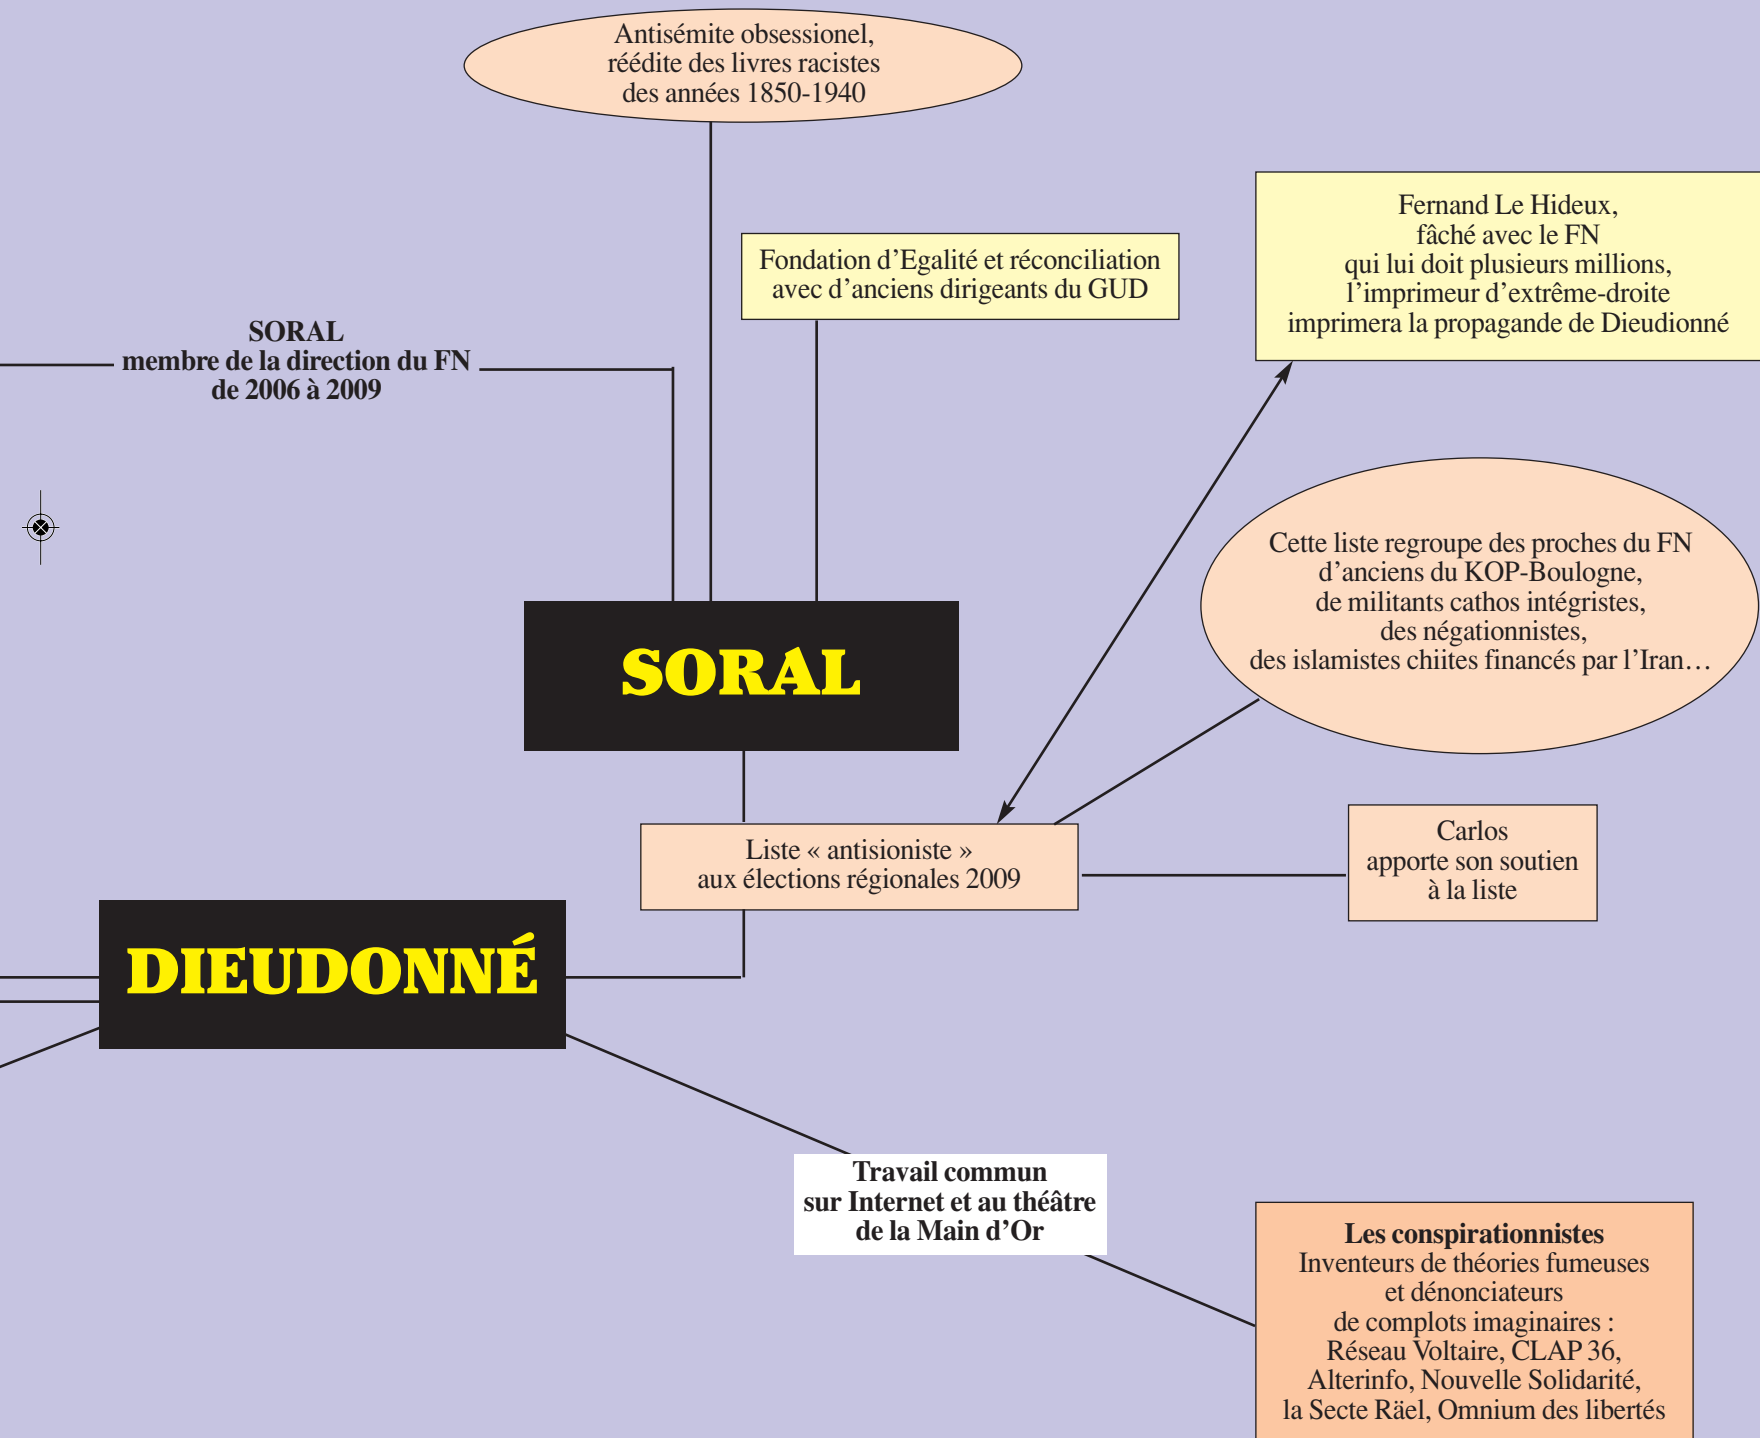 Antisémite obsessionel,
réédite des livres racistes
des années 1850-1940
Fernand Le Hideux,
fâché avec le FN
qui lui doit plusieurs millions,
l’imprimeur d’extrême-droite
imprimera la propagande de Dieudionné
Fondation d’Egalité et réconciliation
avec d’anciens dirigeants du GUD
SORAL
membre de la direction du FN
de 2006 à 2009
Cette liste regroupe des proches du FN
d’anciens du KOP-Boulogne,
de militants cathos intégristes,
des négationnistes,
des islamistes chiites financés par l’Iran…
SORAL
Liste « antisioniste »
aux élections régionales 2009
Carlos
apporte son soutien
à la liste
DIEUDONNÉ
Travail commun
sur Internet et au théâtre
de la Main d’Or
Les conspirationnistes
Inventeurs de théories fumeuses
et dénonciateurs
de complots imaginaires :
Réseau Voltaire, CLAP 36,
Alterinfo, Nouvelle Solidarité,
la Secte Räel, Omnium des libertés